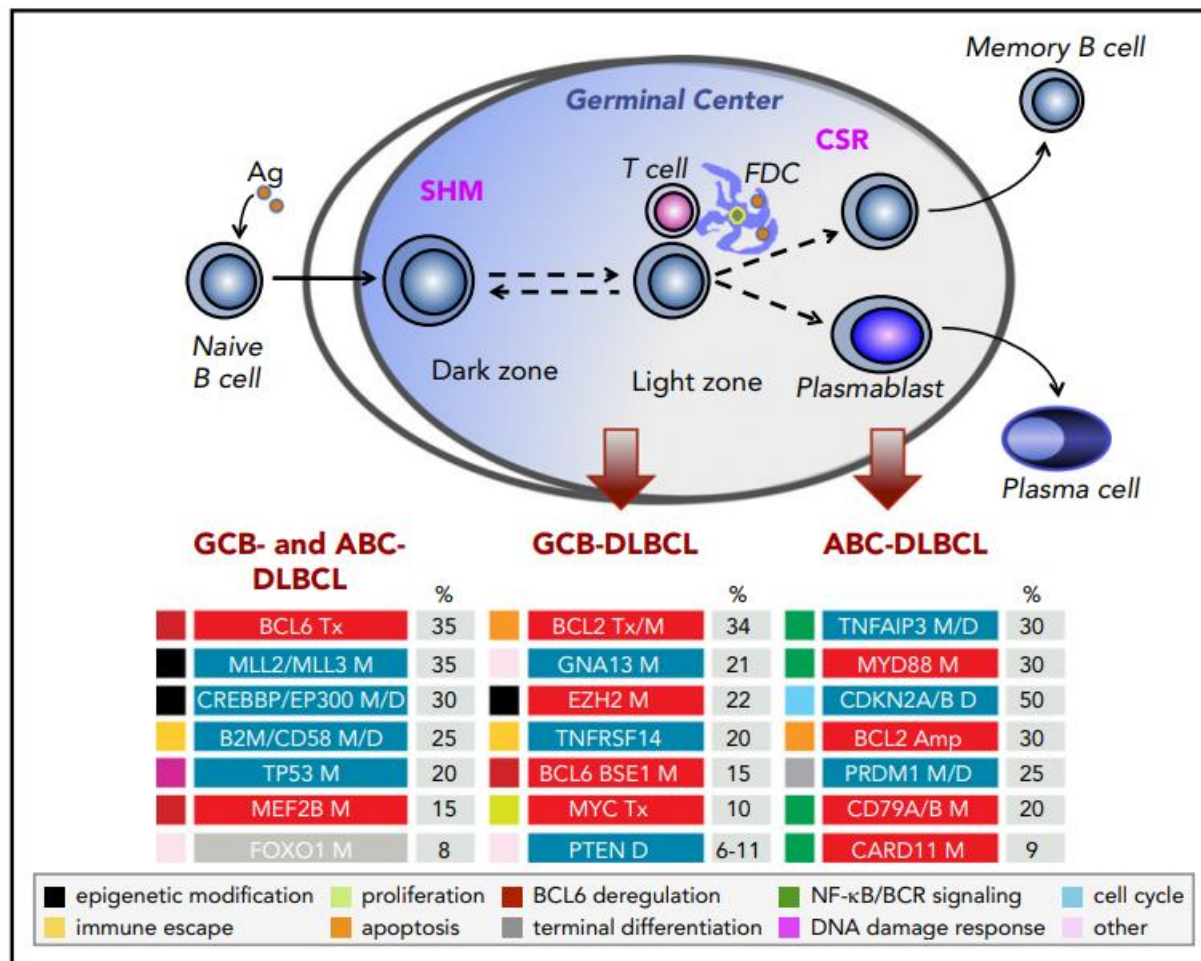 Memory B cell
Germinal Center
CSR
Ag
T cell
FDC
SHM
Naive
B cell
Dark zone
Light zone
Plasmablast
Plasma cell
GCB- and ABC-
DLBCL
%
BCL6 Tx 35
MLL2/MLL3 M 35
CREBBP/EP300 M/D 30
B2M/CD58 M/D 25
TP53 M 20
MEF2B M 15
FOXO1 M 8
GCB-DLBCL
%
BCL2 Tx/M 34
GNA13 M 21
EZH2 M 22
TNFRSF14 20
BCL6 BSE1 M 15
MYC Tx 10
PTEN D 6-11
ABC-DLBCL
%
TNFAIP3 M/D 30
MYD88 M 30
CDKN2A/B D 50
BCL2 Amp 30
PRDM1 M/D 25
CD79A/B M 20
CARD11 M 9
epigenetic modification proliferation BCL6 deregulation NF-κB/BCR signaling cell cycle
immune escape apoptosis terminal differentiation DNA damage response other